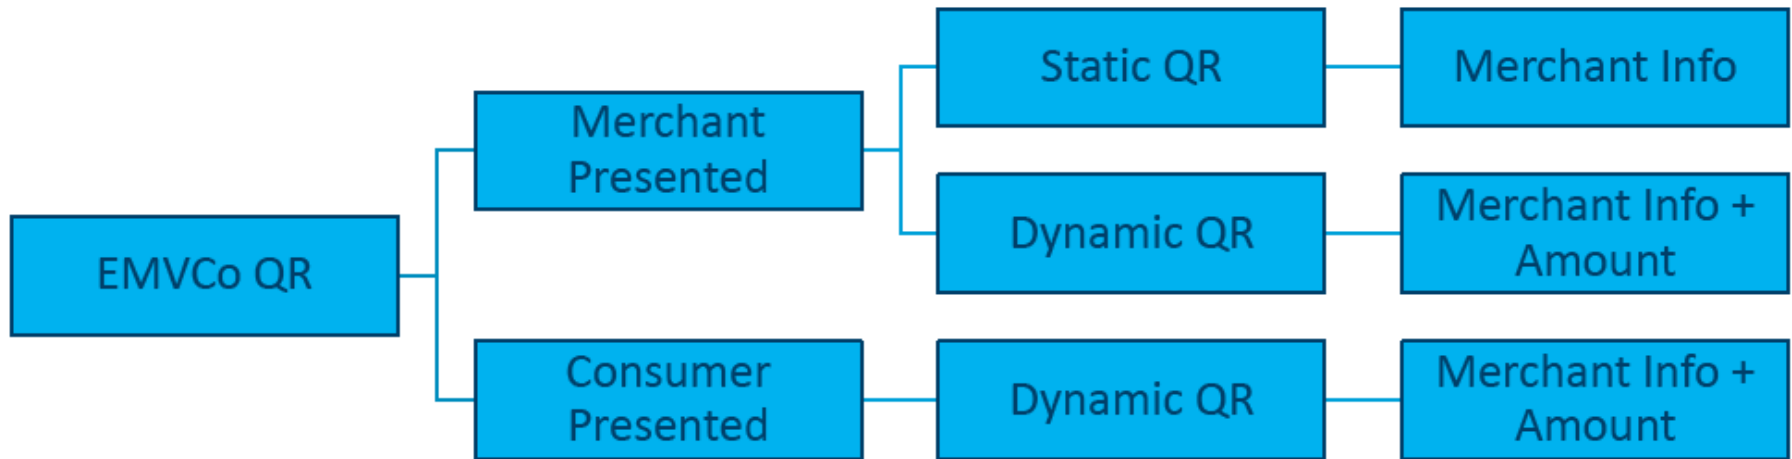 EMVCo QR
Merchant
Presented
Static QR
Merchant Info
Dynamic QR
Merchant Info +
Amount
Consumer
Presented
Dynamic QR
Merchant Info +
Amount